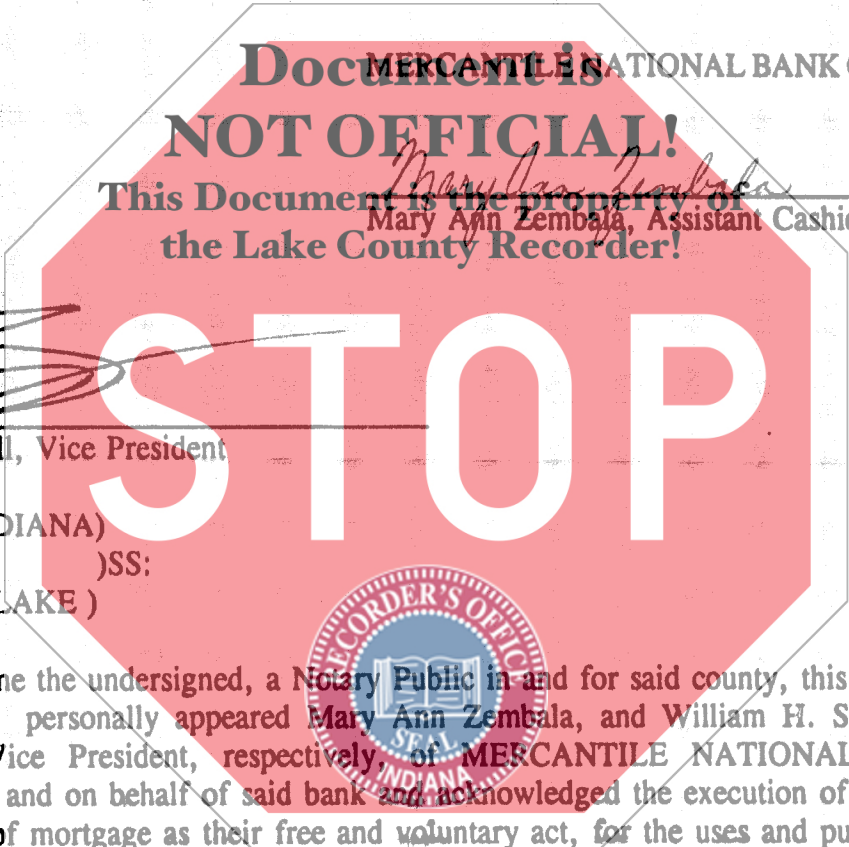 Document is
MERCANTILE NATIONAL BANK
NOT OFFICIAL!
Mary Ann Zembala
This Document is the property of
Mary Ann Zembala, Assistant Cashi
the Lake County Recorder!
STOP
l, Vice President
DIANA)
)SS:
LAKE )
RECORDER'S OFFIC
SEAL
INDIANA
ne the undersigned, a Notary Public in and for said county, this
personally appeared Mary Ann Zembala, and William H. S
Vice President, respectively, of MERCANTILE NATIONAL
and on behalf of said bank and acknowledged the execution of
of mortgage as their free and voluntary act, for the uses and pu